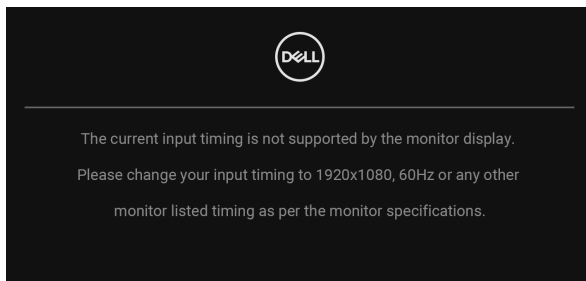 DELL
The current input timing is not supported by the monitor display.
Please change your input timing to 1920x1080, 60Hz or any other
monitor listed timing as per the monitor specifications.